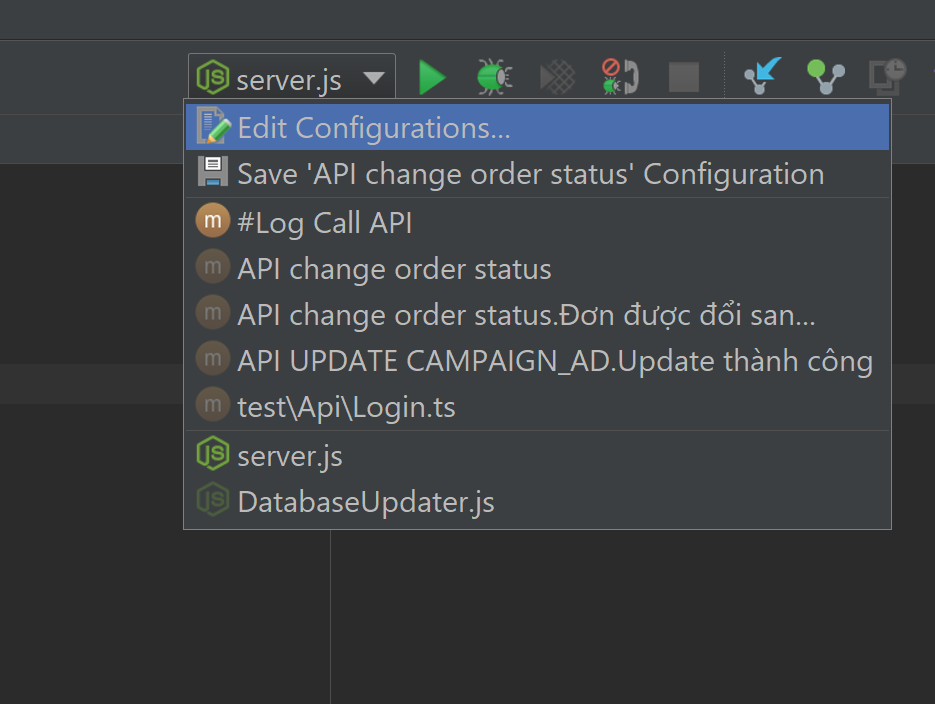 server.js
Edit Configurations...
Save 'API change order status' Configuration
#Log Call API
API change order status
API change order status.Đơn được đổi san...
API UPDATE CAMPAIGN_AD.Update thành công
test\Api\Login.ts
server.js
DatabaseUpdater.js